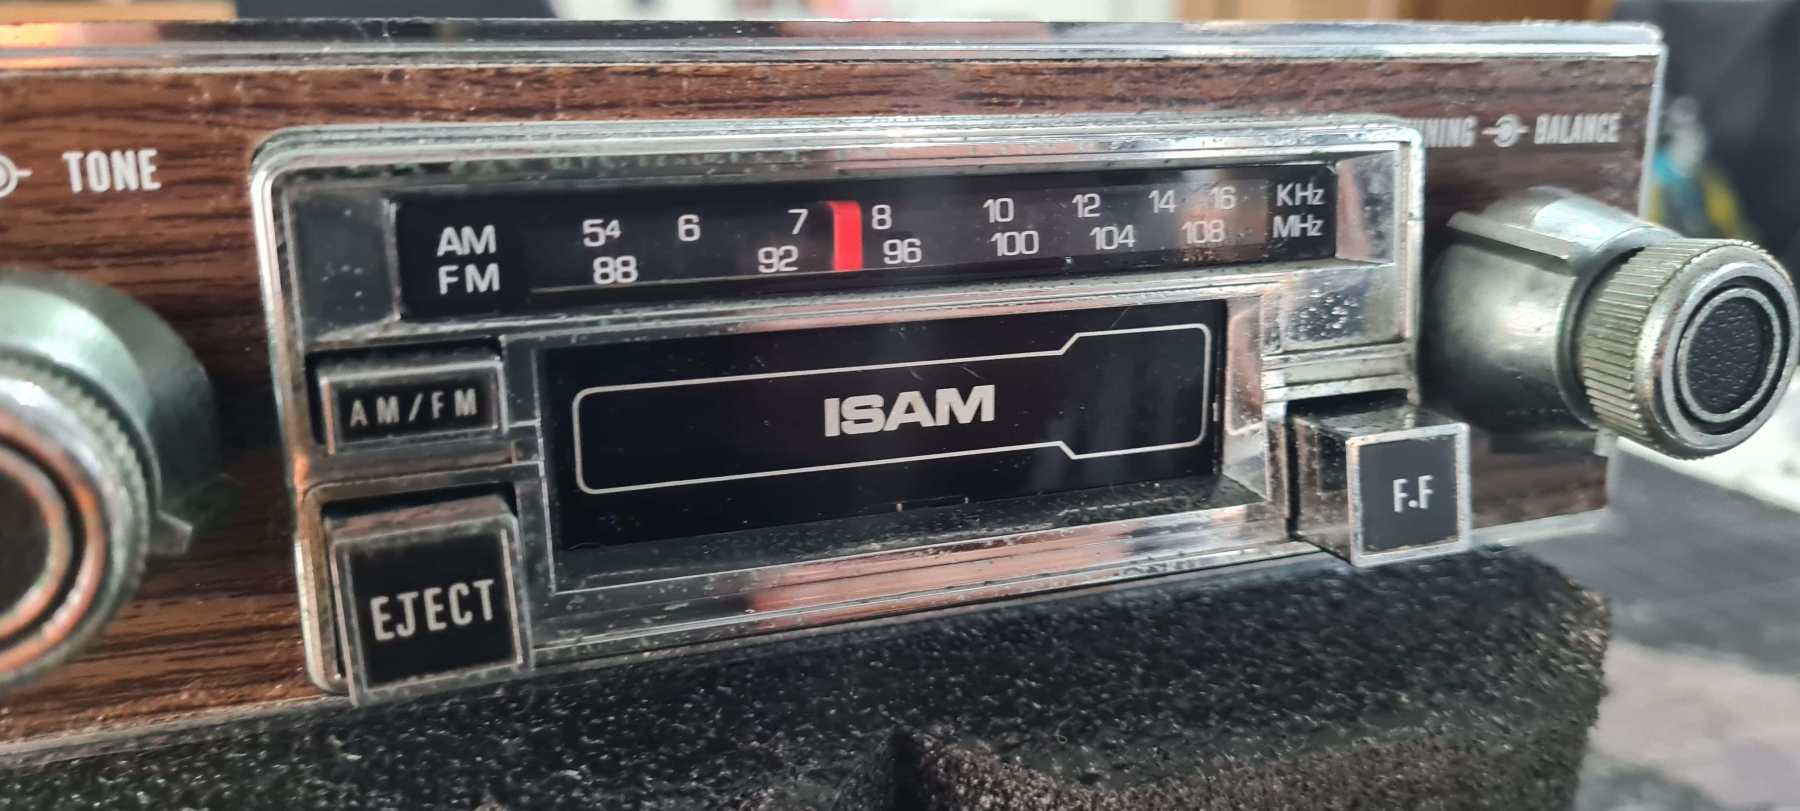 TONE
BALANCE
AM 54 6 7 8 10 12 14 16 KHz
FM 88 92 96 100 104 108 MHz
AM/FM
ISAM
EJECT
F.F